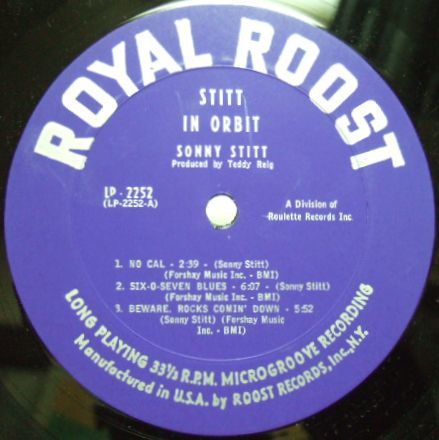 ROYAL ROOST
STITT
IN ORBIT
SONNY STITT
Produced by Teddy Reig
LP - 2252
(LP-2252-A)
A Division of
Roulette Records Inc.
1. NO CAL - 2:39 - (Sonny Stitt)
(Forshay Music Inc. - BMI)
2. SIX-O-SEVEN BLUES - 6:07 - (Sonny Stitt)
(Forshay Music Inc. - BMI)
3. BEWARE, ROCKS COMIN' DOWN - 5:52
(Sonny Stitt) (Forshay Music
Inc. - BMI)
LONG PLAYING 33⅓ R.P.M. MICROGROOVE RECORDING
Manufactured in U.S.A. by ROOST RECORDS, Inc., N.Y.